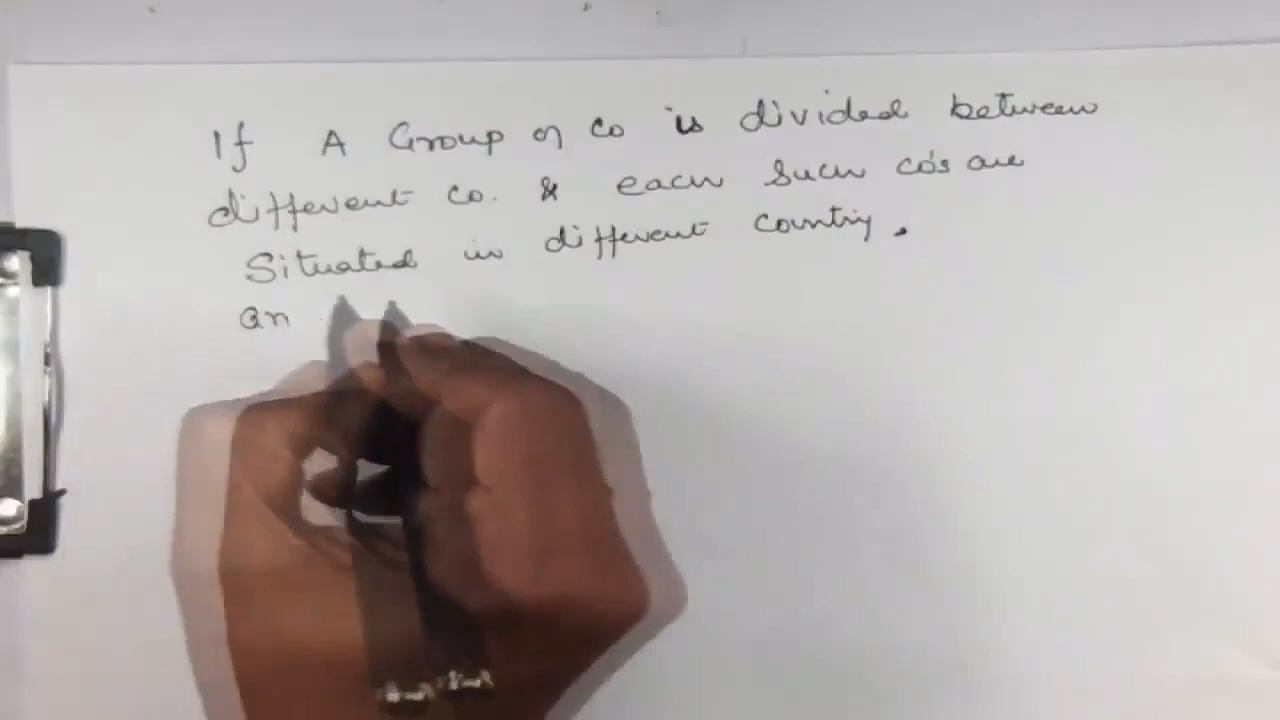 If A Group of Co is divided between
different co. & each such co's are
Situated in different country.
an